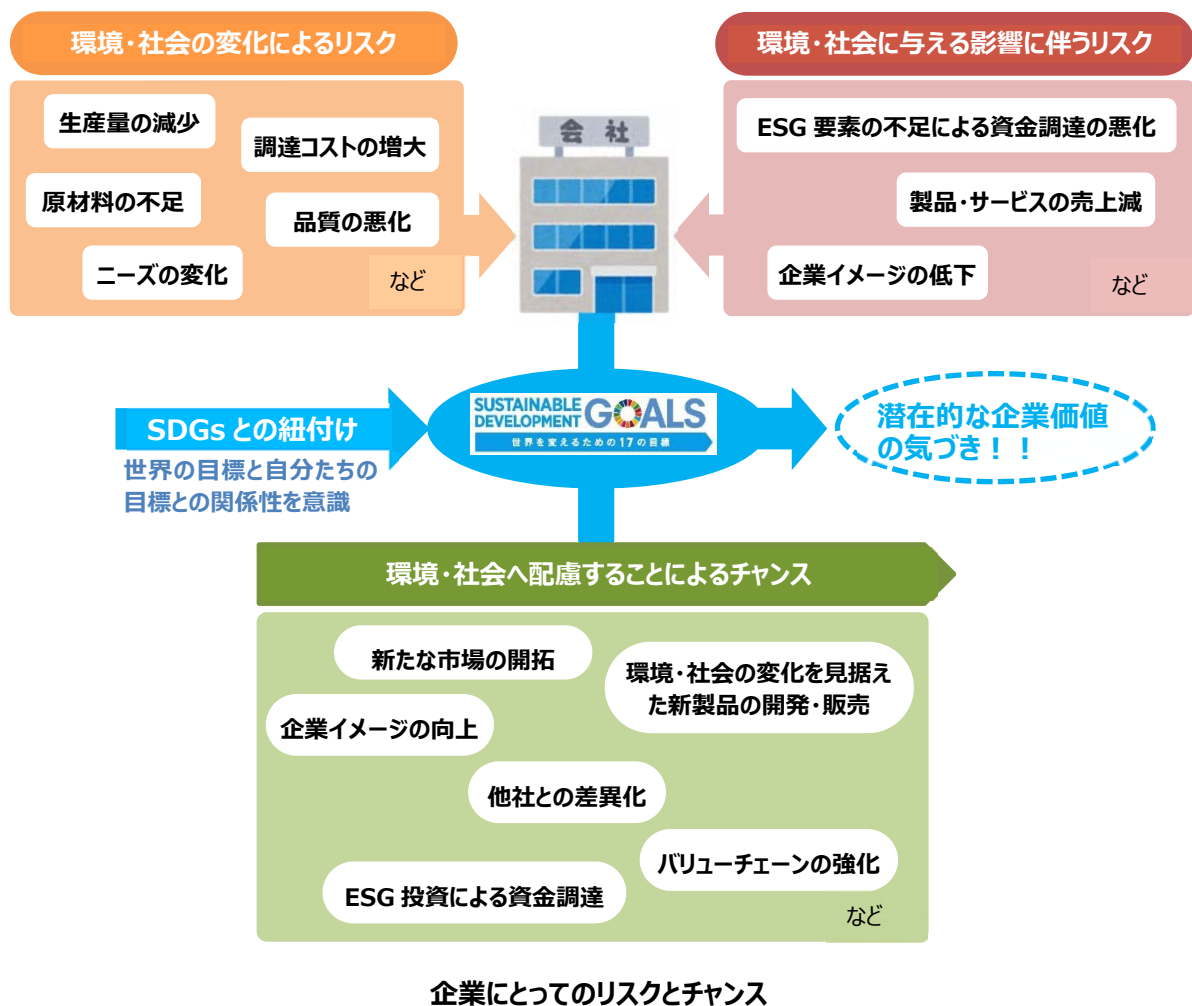 環境・社会の変化によるリスク
生産量の減少
調達コストの増大
原材料の不足
品質の悪化
ニーズの変化
など
会社
環境・社会に与える影響に伴うリスク
ESG 要素の不足による資金調達の悪化
製品・サービスの売上減
企業イメージの低下
など
SDGs との紐付け
世界の目標と自分たちの
目標との関係性を意識
SUSTAINABLE
DEVELOPMENT GOALS
世界を変えるための17の目標
潜在的な企業価値
の気づき！！
環境・社会へ配慮することによるチャンス
新たな市場の開拓
環境・社会の変化を見据え
た新製品の開発・販売
企業イメージの向上
他社との差異化
バリューチェーンの強化
ESG 投資による資金調達
など
企業にとってのリスクとチャンス